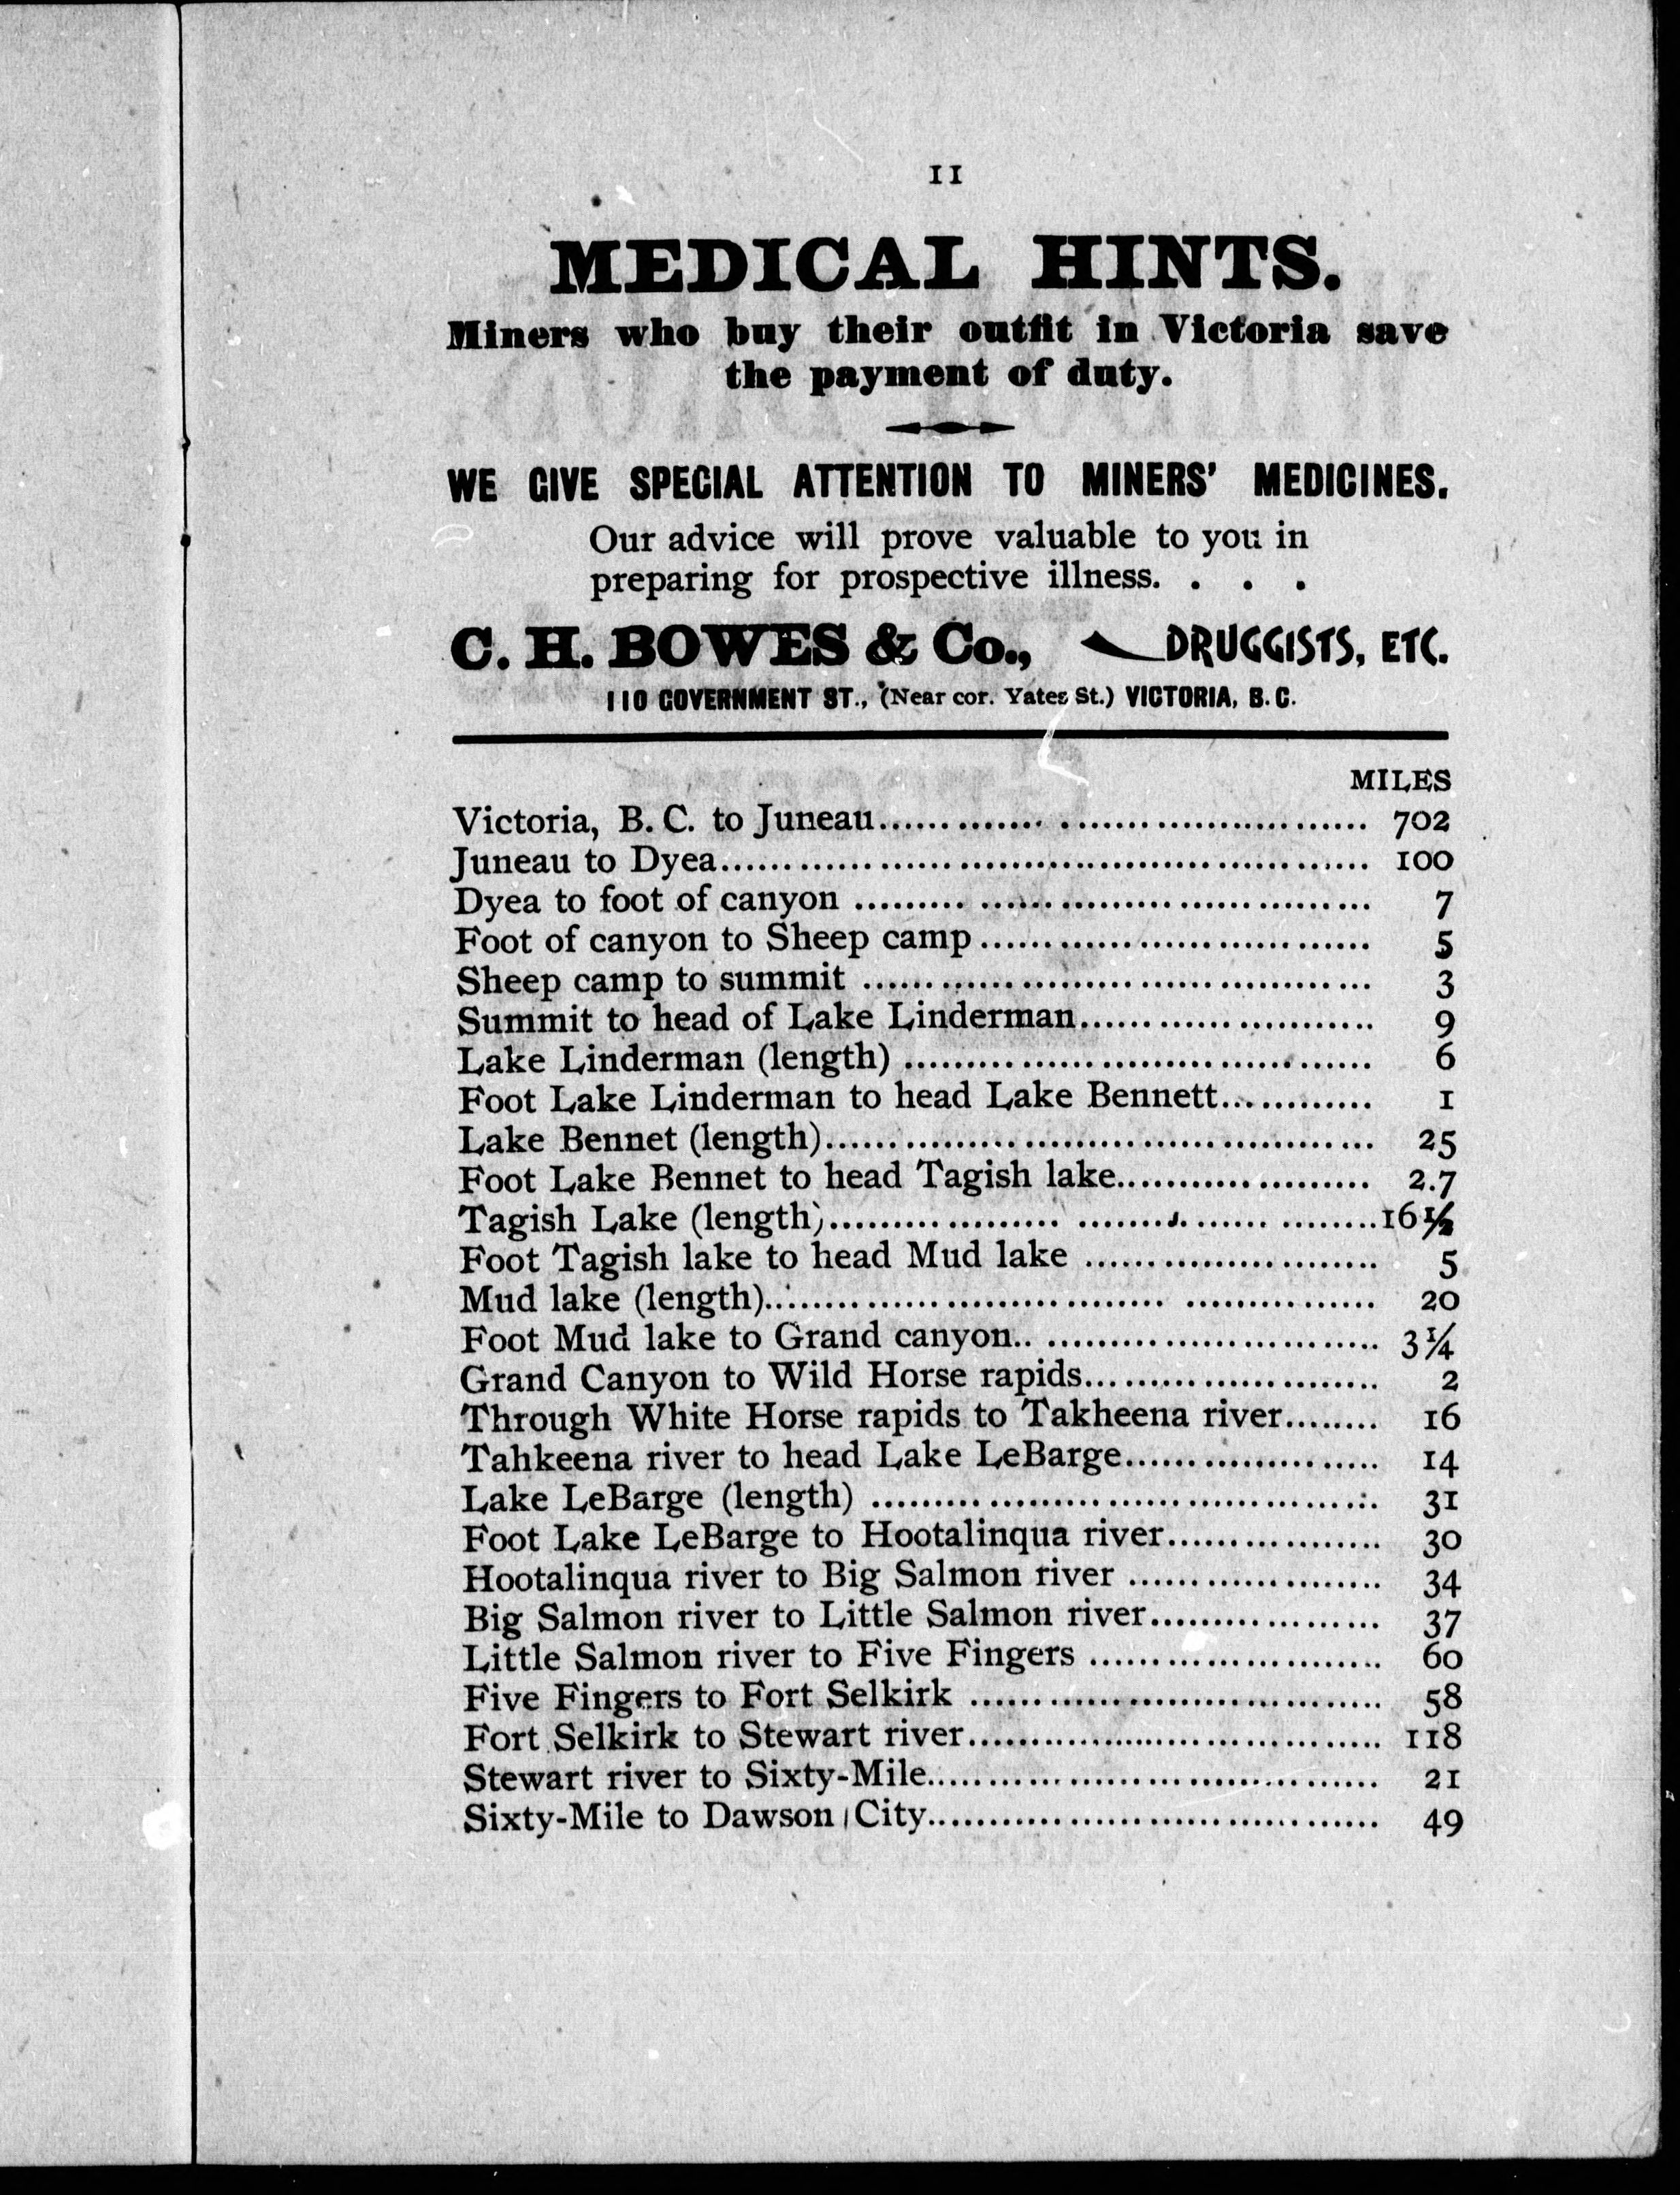 11
MEDICAL HINTS.
Miners who buy their outfit in Victoria save
the payment of duty.
WE GIVE SPECIAL ATTENTION TO MINERS' MEDICINES.
Our advice will prove valuable to you in
preparing for prospective illness. . . .
C. H. BOWES & Co., DRUGGISTS, ETC.
110 GOVERNMENT ST., (Near cor. Yates St.) VICTORIA, B. C.
MILES
Victoria, B. C. to Juneau........................................ 702
Juneau to Dyea........................................ 100
Dyea to foot of canyon ........................................ 7
Foot of canyon to Sheep camp........................................ 5
Sheep camp to summit ........................................ 3
Summit to head of Lake Linderman........................ 9
Lake Linderman (length) ........................................ 6
Foot Lake Linderman to head Lake Bennett............ 1
Lake Bennet (length)........................................ 25
Foot Lake Bennet to head Tagish lake.................... 2.7
Tagish Lake (length)........................................16½
Foot Tagish lake to head Mud lake ........................ 5
Mud lake (length)........................................ 20
Foot Mud lake to Grand canyon............................ 3¼
Grand Canyon to Wild Horse rapids........................ 2
Through White Horse rapids to Takheena river........ 16
Tahkeena river to head Lake LeBarge.................... 14
Lake LeBarge (length) ........................................ 31
Foot Lake LeBarge to Hootalinqua river................. 30
Hootalinqua river to Big Salmon river .................... 34
Big Salmon river to Little Salmon river.................. 37
Little Salmon river to Five Fingers ........................ 60
Five Fingers to Fort Selkirk ................................. 58
Fort Selkirk to Stewart river................................. 118
Stewart river to Sixty-Mile.................................... 21
Sixty-Mile to Dawson City.................................... 49